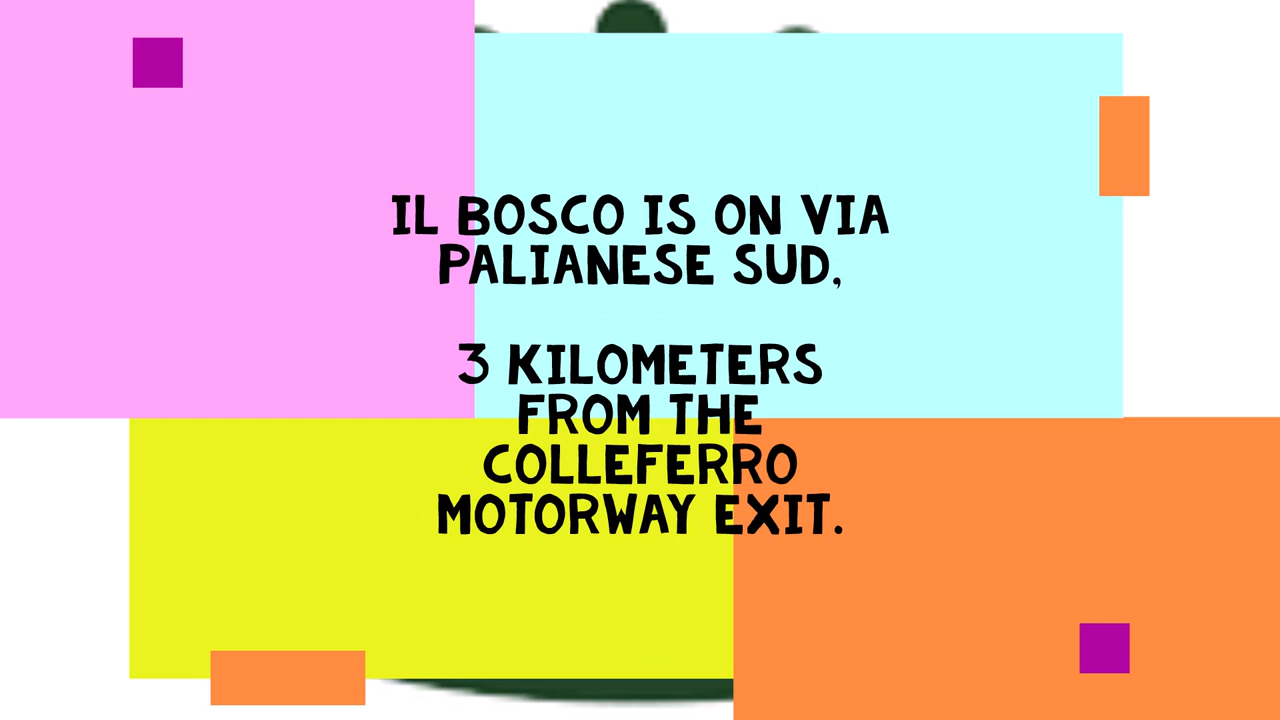 IL BOSCO IS ON VIA
PALIANESE SUD,
3 KILOMETERS
FROM THE
COLLEFERRO
MOTORWAY EXIT.